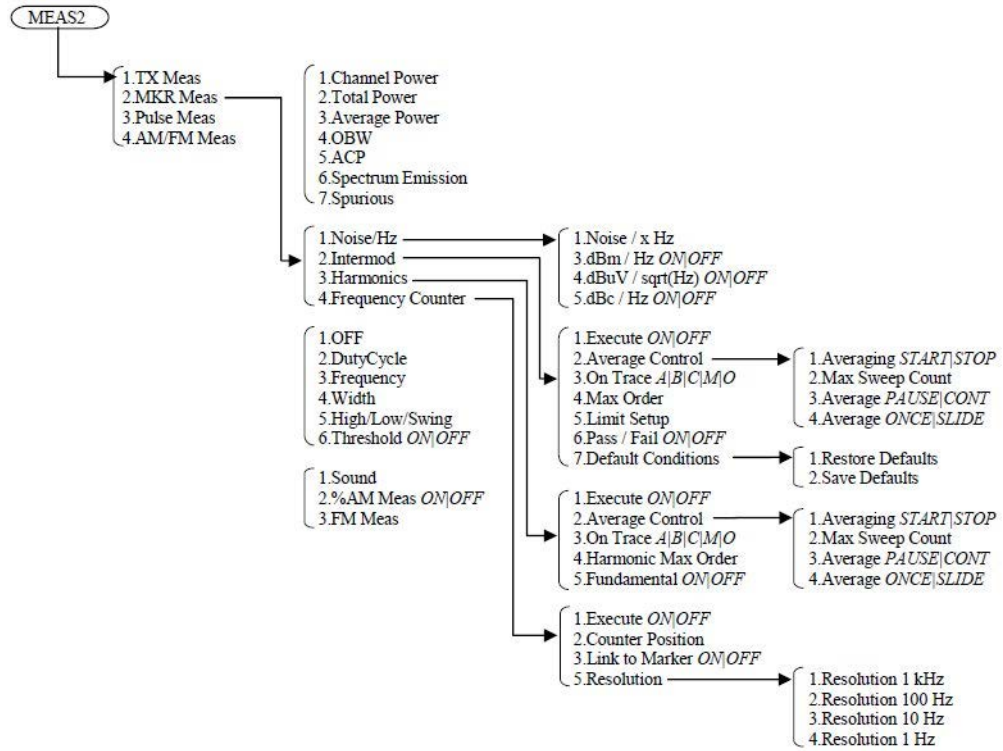 MEAS2
1.TX Meas
2.MKR Meas
3.Pulse Meas
4.AM/FM Meas
1.Channel Power
2.Total Power
3.Average Power
4.OBW
5.ACP
6.Spectrum Emission
7.Spurious
1.Noise/Hz
2.Intermod
3.Harmonics
4.Frequency Counter
1.OFF
2.DutyCycle
3.Frequency
4.Width
5.High/Low/Swing
6.Threshold ON|OFF
1.Sound
2.%AM Meas ON|OFF
3.FM Meas
1.Noise / x Hz
3.dBm / Hz ON|OFF
4.dBuV / sqrt(Hz) ON|OFF
5.dBc / Hz ON|OFF
1.Execute ON|OFF
2.Average Control
3.On Trace A|B|C|M|O
4.Max Order
5.Limit Setup
6.Pass / Fail ON|OFF
7.Default Conditions
1.Averaging START|STOP
2.Max Sweep Count
3.Average PAUSE|CONT
4.Average ONCE|SLIDE
1.Restore Defaults
2.Save Defaults
1.Execute ON|OFF
2.Average Control
3.On Trace A|B|C|M|O
4.Harmonic Max Order
5.Fundamental ON|OFF
1.Averaging START|STOP
2.Max Sweep Count
3.Average PAUSE|CONT
4.Average ONCE|SLIDE
1.Execute ON|OFF
2.Counter Position
3.Link to Marker ON|OFF
5.Resolution
1.Resolution 1 kHz
2.Resolution 100 Hz
3.Resolution 10 Hz
4.Resolution 1 Hz